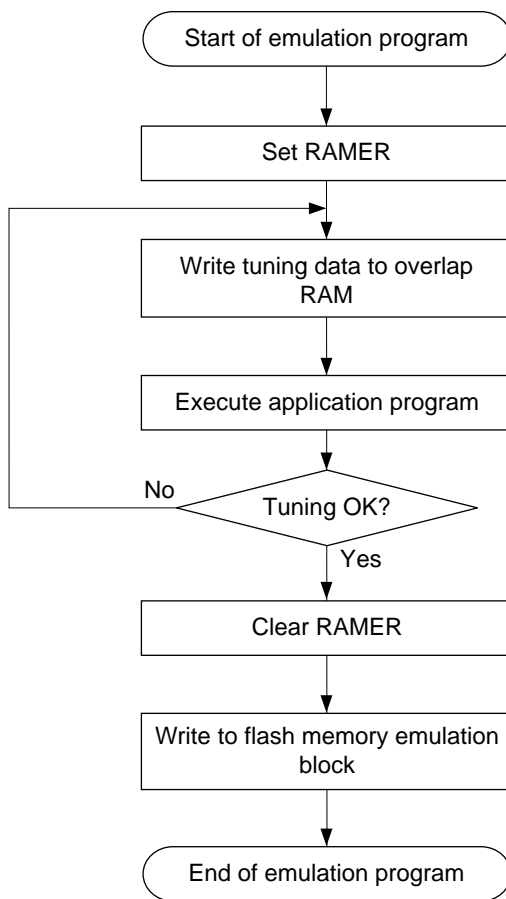 Start of emulation program
Set RAMER
Write tuning data to overlap
RAM
Execute application program
No
Tuning OK?
Yes
Clear RAMER
Write to flash memory emulation
block
End of emulation program